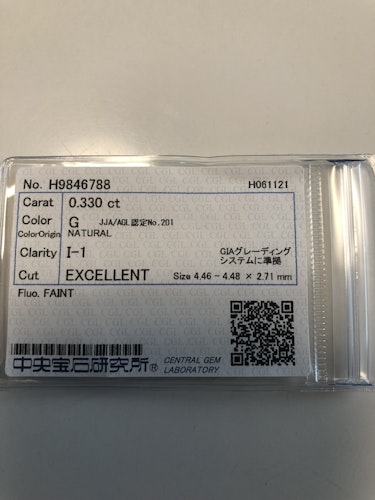 No. H9846788 H061121
Carat 0.330 ct
Color G JJA/AGL認定No.201
ColorOrigin NATURAL
Clarity I-1 GIAグレーディング
システムに準拠
Cut EXCELLENT Size 4.46 - 4.48 × 2.71 mm
Fluo. FAINT
中央宝石研究所® CENTRAL GEM
LABORATORY